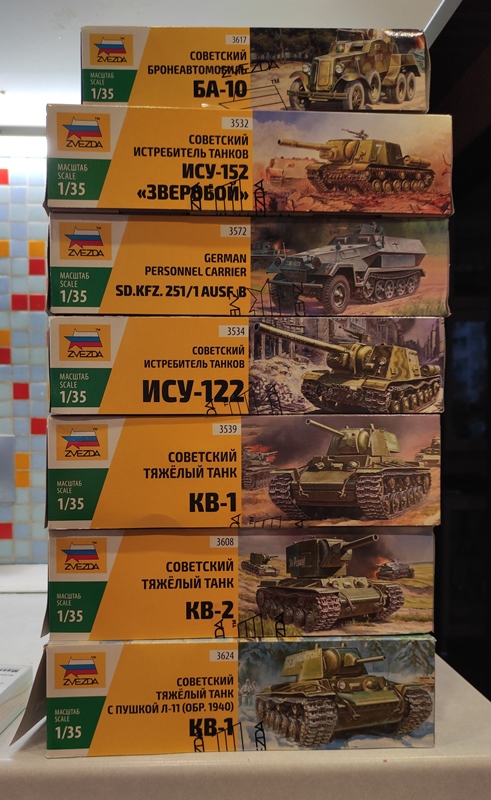 ZVEZDA
3617
СОВЕТСКИЙ
БРОНЕАВТОМОБИЛЬ
БА-10
МАСШТАБ
SCALE
1/35
ZVEZDA
3532
СОВЕТСКИЙ
ИСТРЕБИТЕЛЬ ТАНКОВ
ИСУ-152
«ЗВЕРОБОЙ»
МАСШТАБ
SCALE
1/35
ZVEZDA
3572
GERMAN
PERSONNEL CARRIER
SD.KFZ. 251/1 AUSF. B
МАСШТАБ
SCALE
1/35
ZVEZDA
3534
СОВЕТСКИЙ
ИСТРЕБИТЕЛЬ ТАНКОВ
ИСУ-122
МАСШТАБ
SCALE
1/35
ZVEZDA
3539
СОВЕТСКИЙ
ТЯЖЁЛЫЙ ТАНК
КВ-1
МАСШТАБ
SCALE
1/35
ZVEZDA
3608
СОВЕТСКИЙ
ТЯЖЁЛЫЙ ТАНК
КВ-2
МАСШТАБ
SCALE
1/35
ZVEZDA
3624
СОВЕТСКИЙ
ТЯЖЁЛЫЙ ТАНК
С ПУШКОЙ Л-11 (ОБР. 1940)
КВ-1
МАСШТАБ
SCALE
1/35